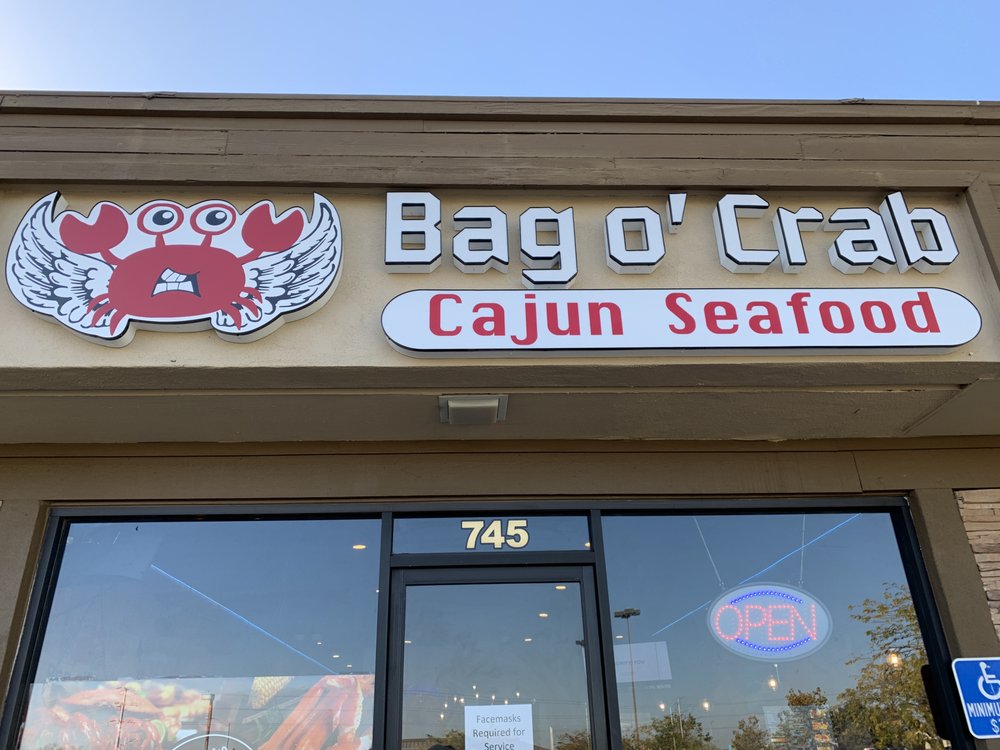 Bag o' Crab
Cajun Seafood
745
OPEN
Facemasks
Required for
Service